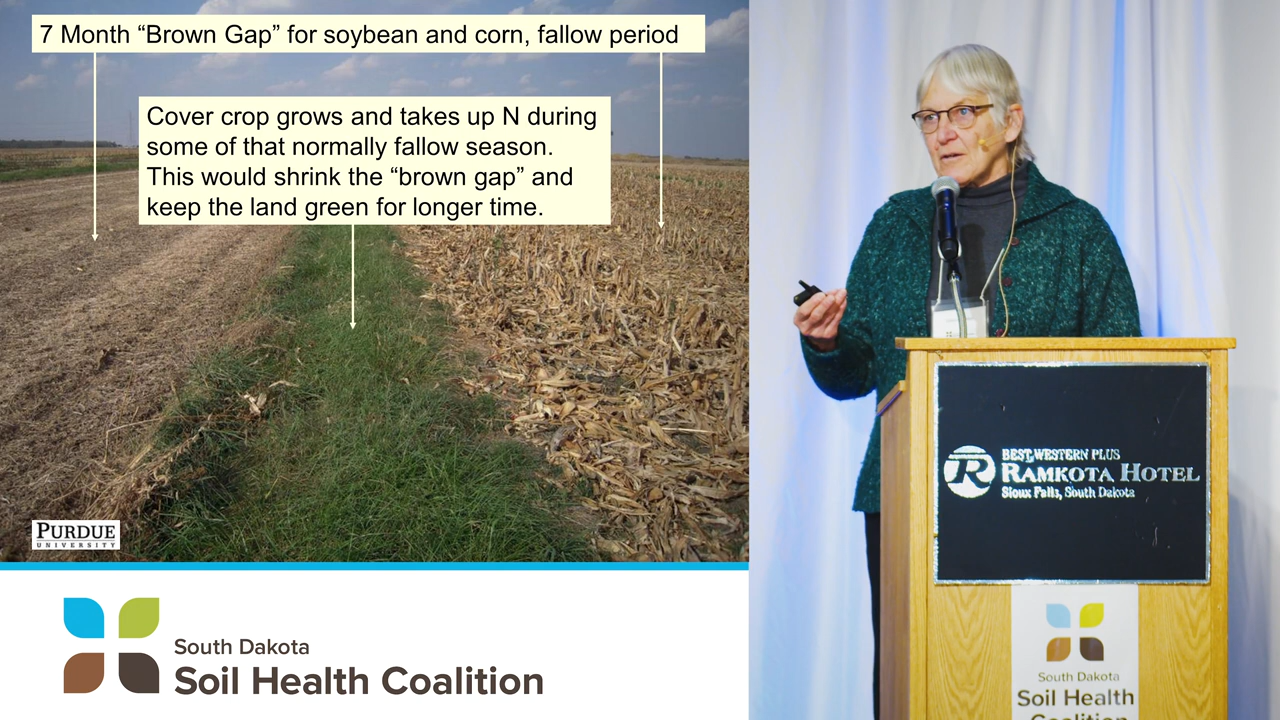 7 Month “Brown Gap” for soybean and corn, fallow period
Cover crop grows and takes up N during
some of that normally fallow season.
This would shrink the “brown gap” and
keep the land green for longer time.
PURDUE
UNIVERSITY
South Dakota
Soil Health Coalition
R
BEST WESTERN PLUS
RAMKOTA HOTEL
Sioux Falls, South Dakota
South Dakota
Soil Health
Coalition